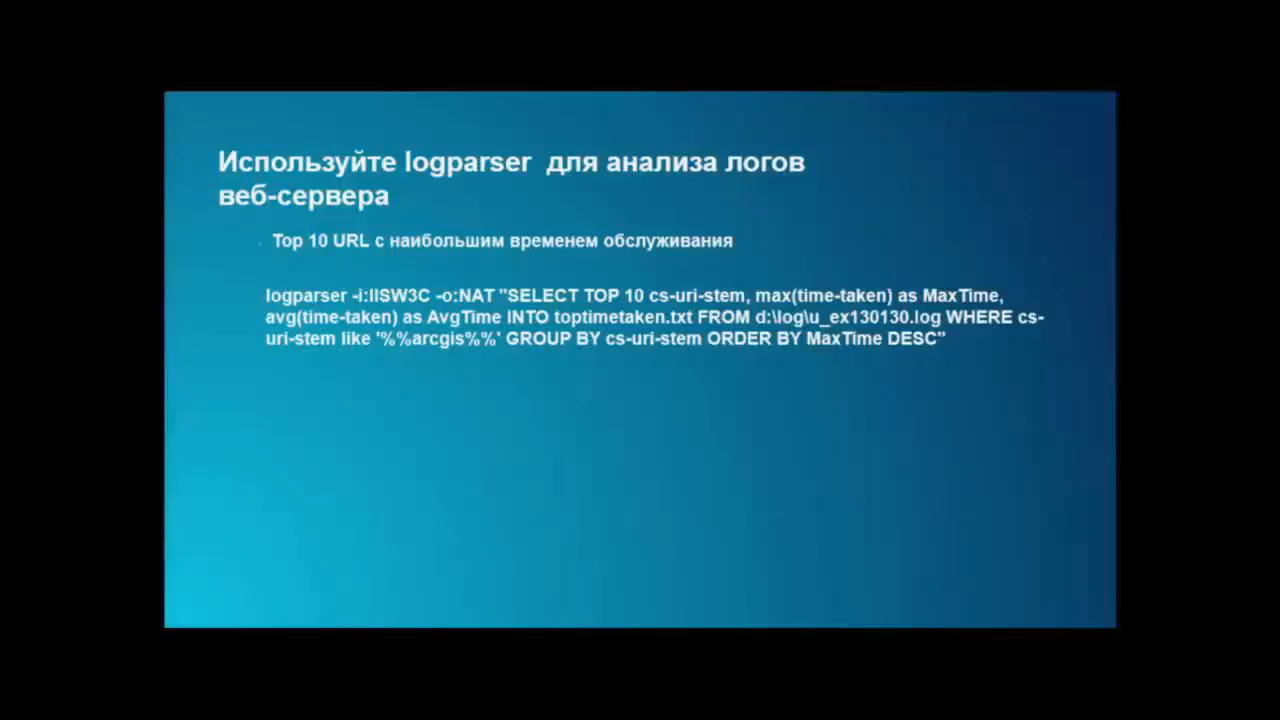 Используйте logparser для анализа логов
веб-сервера
Top 10 URL с наибольшим временем обслуживания
logparser -i:IISW3C -o:NAT "SELECT TOP 10 cs-uri-stem, max(time-taken) as MaxTime,
avg(time-taken) as AvgTime INTO toptimetaken.txt FROM d:\log\u_ex130130.log WHERE cs-
uri-stem like '%%arcgis%%' GROUP BY cs-uri-stem ORDER BY MaxTime DESC"